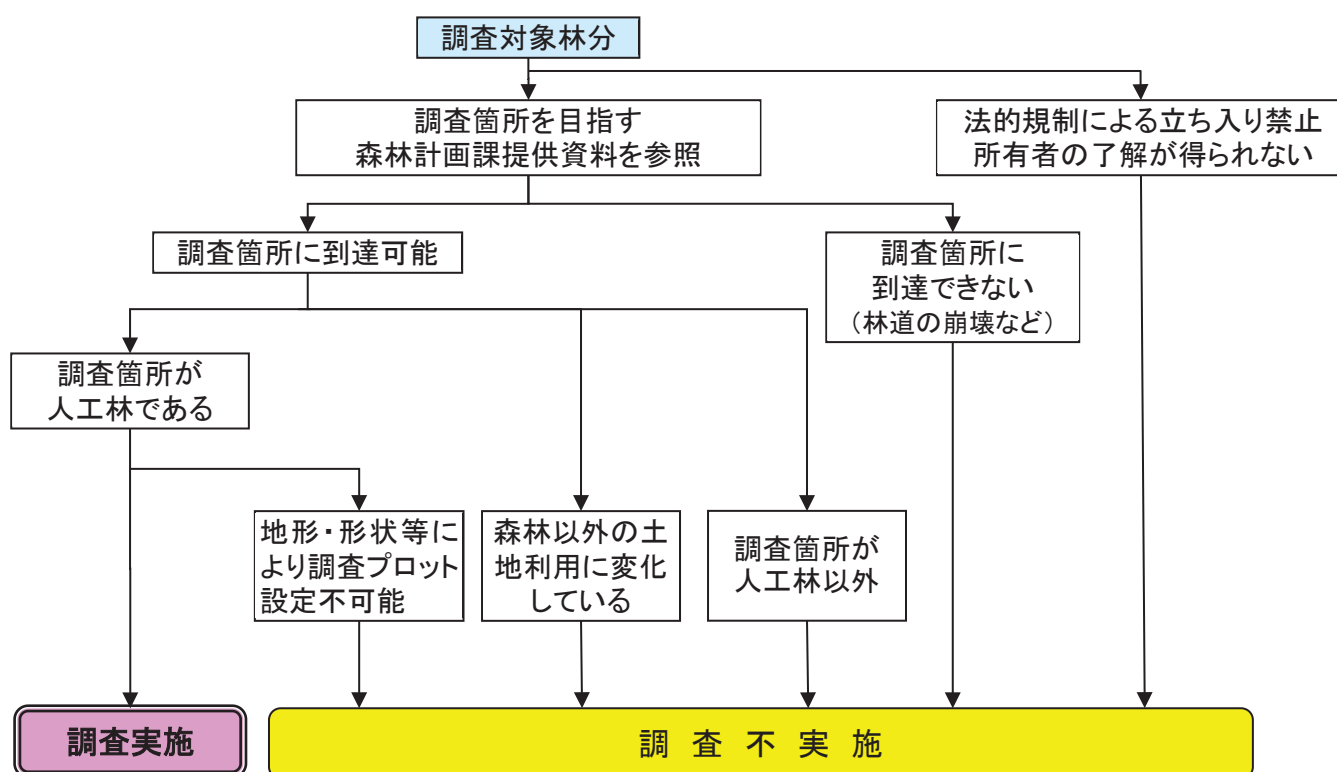 調査対象林分
調査箇所を目指す
森林計画課提供資料を参照
法的規制による立ち入り禁止
所有者の了解が得られない
調査箇所に到達可能
調査箇所に
到達できない
（林道の崩壊など）
調査箇所が
人工林である
地形・形状等に
より調査プロット
設定不可能
森林以外の土
地利用に変化
している
調査箇所が
人工林以外
調査実施
調 査 不 実 施